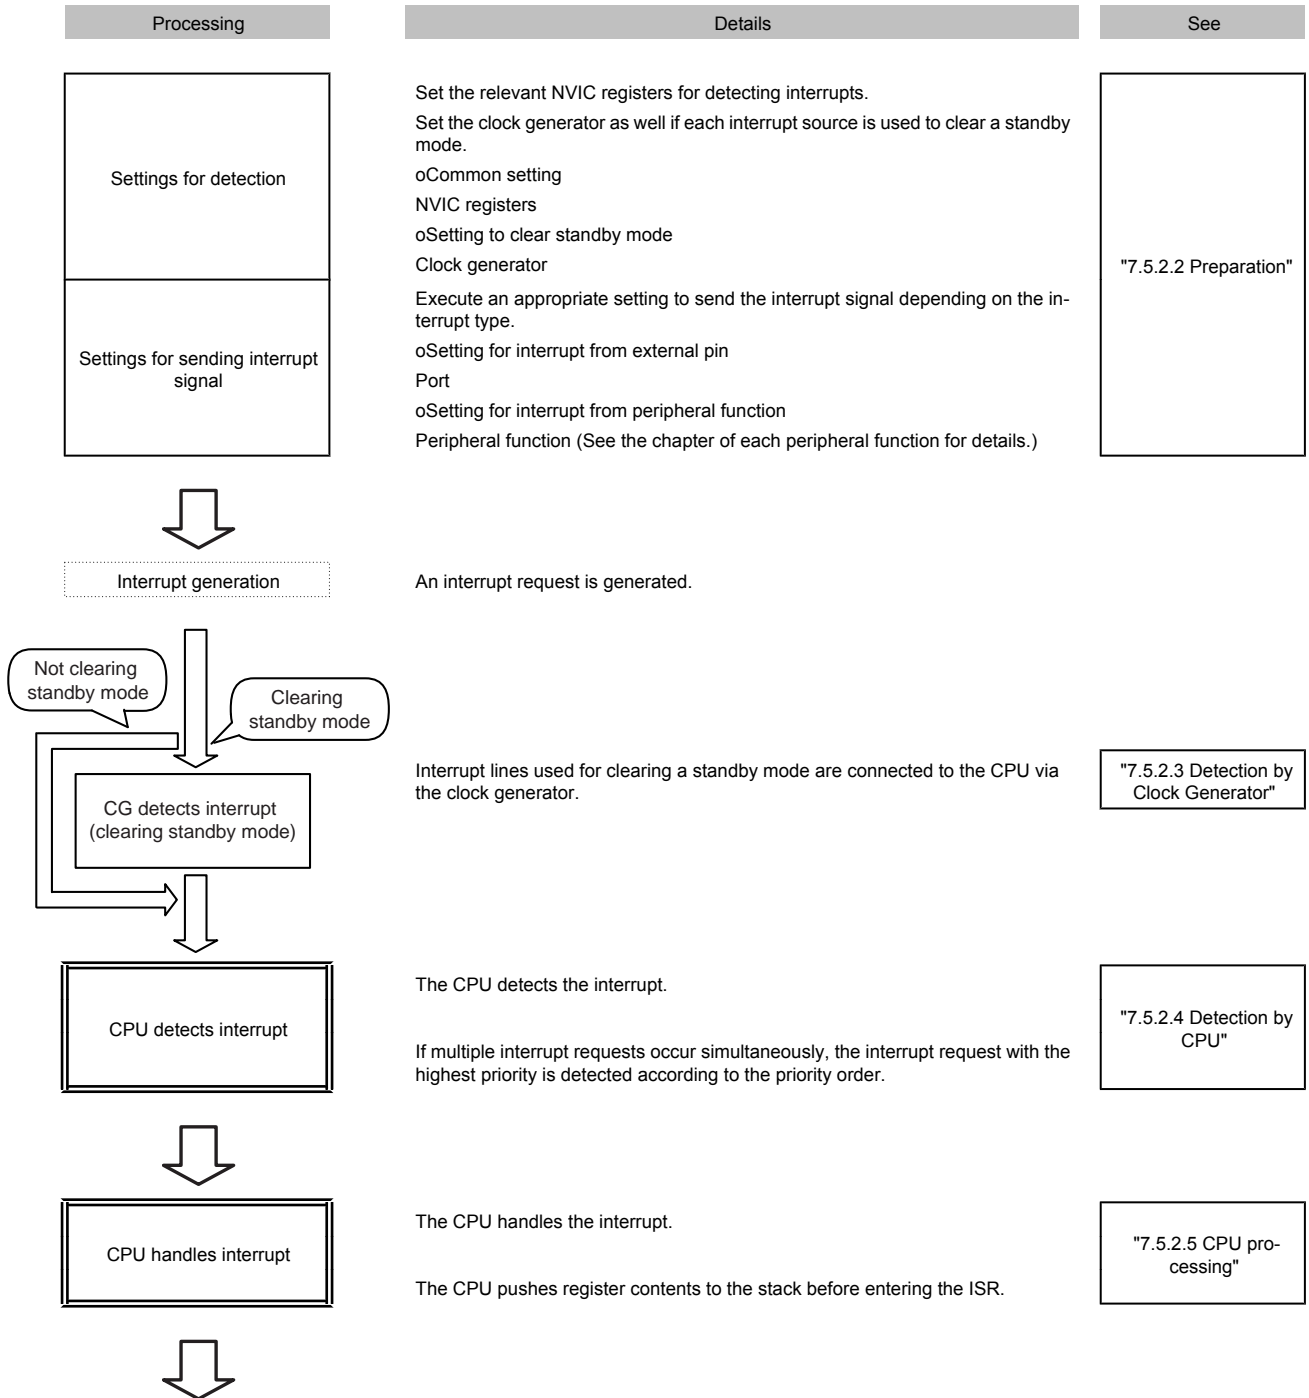 Processing
Details
See
Settings for detection
Set the relevant NVIC registers for detecting interrupts.
Set the clock generator as well if each interrupt source is used to clear a standby
mode.
oCommon setting
NVIC registers
oSetting to clear standby mode
Clock generator
"7.5.2.2 Preparation"
Settings for sending interrupt
signal
Execute an appropriate setting to send the interrupt signal depending on the in-
terrupt type.
oSetting for interrupt from external pin
Port
oSetting for interrupt from peripheral function
Peripheral function (See the chapter of each peripheral function for details.)
Interrupt generation
An interrupt request is generated.
Not clearing
standby mode
Clearing
standby mode
CG detects interrupt
(clearing standby mode)
Interrupt lines used for clearing a standby mode are connected to the CPU via
the clock generator.
"7.5.2.3 Detection by
Clock Generator"
CPU detects interrupt
The CPU detects the interrupt.
If multiple interrupt requests occur simultaneously, the interrupt request with the
highest priority is detected according to the priority order.
"7.5.2.4 Detection by
CPU"
CPU handles interrupt
The CPU handles the interrupt.
The CPU pushes register contents to the stack before entering the ISR.
"7.5.2.5 CPU pro-
cessing"